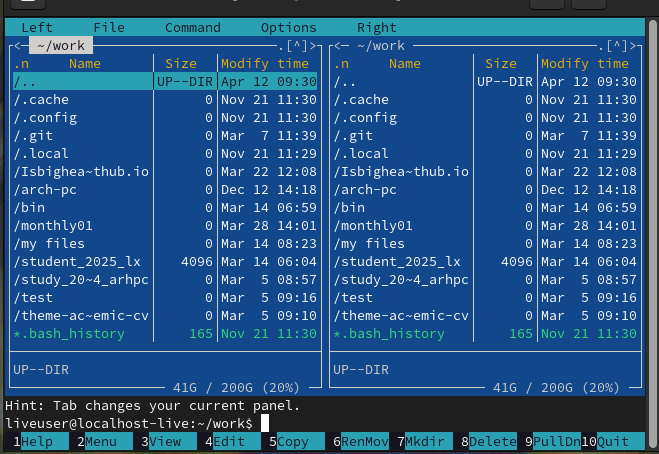 Left File Command Options Right
<─ ~/work ─.[^]> <─ ~/work ─.[^]>
.n Name Size Modify time .n Name Size Modify time
/.. UP--DIR Apr 12 09:30 /.. UP--DIR Apr 12 09:30
/.cache 0 Nov 21 11:30 /.cache 0 Nov 21 11:30
/.config 0 Nov 21 11:30 /.config 0 Nov 21 11:30
/.git 0 Mar 7 11:39 /.git 0 Mar 7 11:39
/.local 0 Nov 21 11:29 /.local 0 Nov 21 11:29
/Isbighea~thub.io 0 Mar 22 12:08 /Isbighea~thub.io 0 Mar 22 12:08
/arch-pc 0 Dec 12 14:18 /arch-pc 0 Dec 12 14:18
/bin 0 Mar 14 06:59 /bin 0 Mar 14 06:59
/monthly01 0 Mar 28 14:01 /monthly01 0 Mar 28 14:01
/my files 0 Mar 14 08:23 /my files 0 Mar 14 08:23
/student_2025_lx 4096 Mar 14 06:04 /student_2025_lx 4096 Mar 14 06:04
/study_20~4_arhpc 0 Mar 5 08:57 /study_20~4_arhpc 0 Mar 5 08:57
/test 0 Mar 5 09:16 /test 0 Mar 5 09:16
/theme-ac~emic-cv 0 Mar 5 09:10 /theme-ac~emic-cv 0 Mar 5 09:10
*.bash_history 165 Nov 21 11:30 *.bash_history 165 Nov 21 11:30
UP--DIR UP--DIR
41G / 200G (20%) 41G / 200G (20%)
Hint: Tab changes your current panel.
liveuser@localhost-live:~/work$
1Help 2Menu 3View 4Edit 5Copy 6RenMov 7Mkdir 8Delete 9PullDn 10Quit